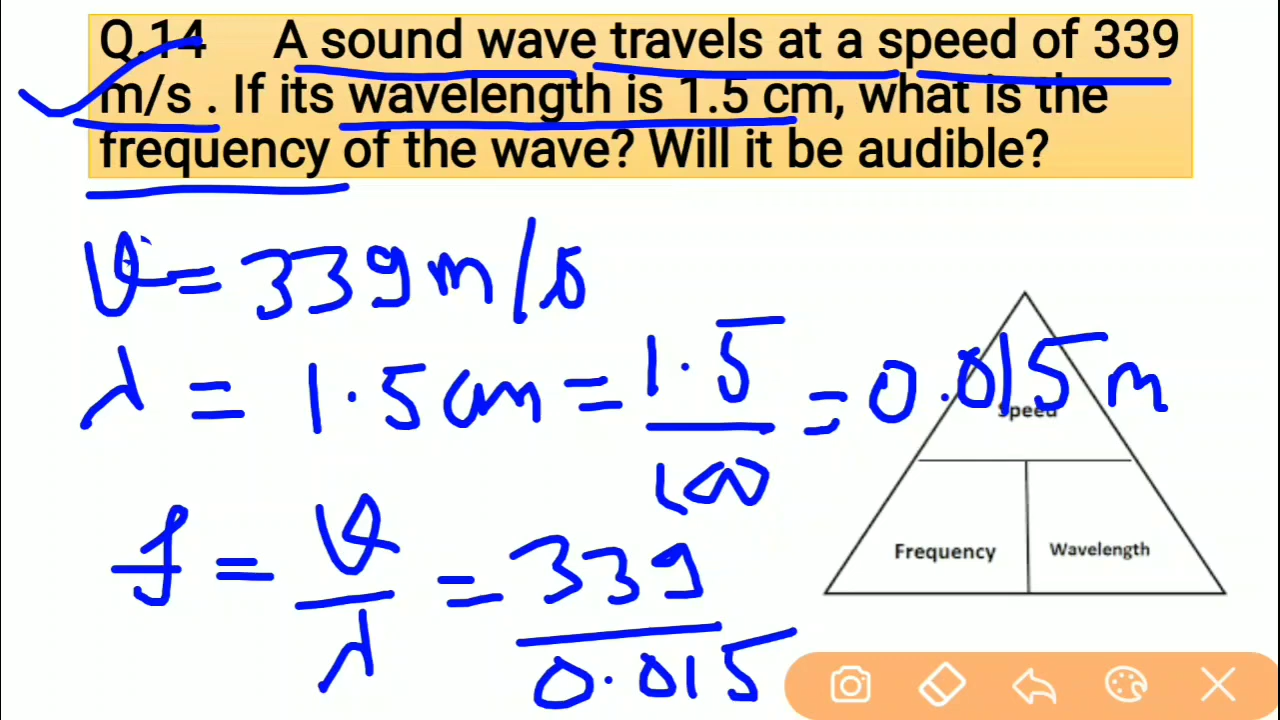 Q.14 A sound wave travels at a speed of 339
m/s . If its wavelength is 1.5 cm, what is the
frequency of the wave? Will it be audible?
v = 339 m/s
λ = 1.5 cm = 1.5/100 = 0.015 m
f = v/λ = 339/0.015
Speed
Frequency Wavelength